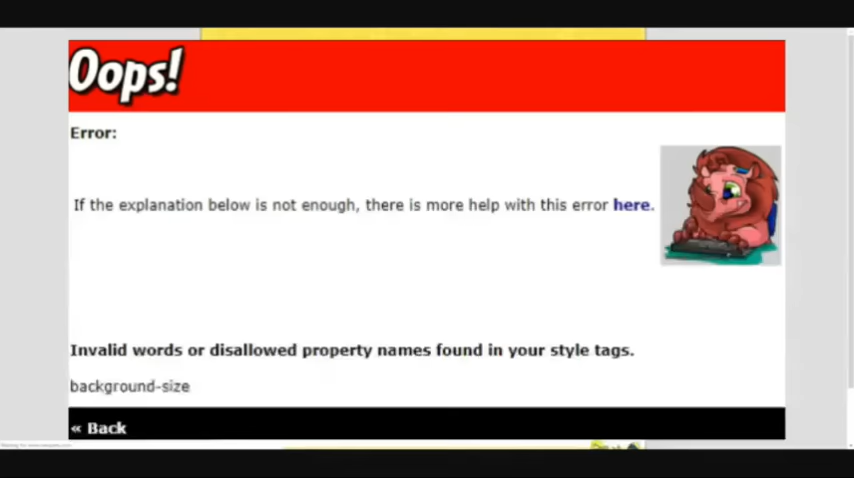 Oops!
Error:
If the explanation below is not enough, there is more help with this error here.
Invalid words or disallowed property names found in your style tags.
background-size
« Back